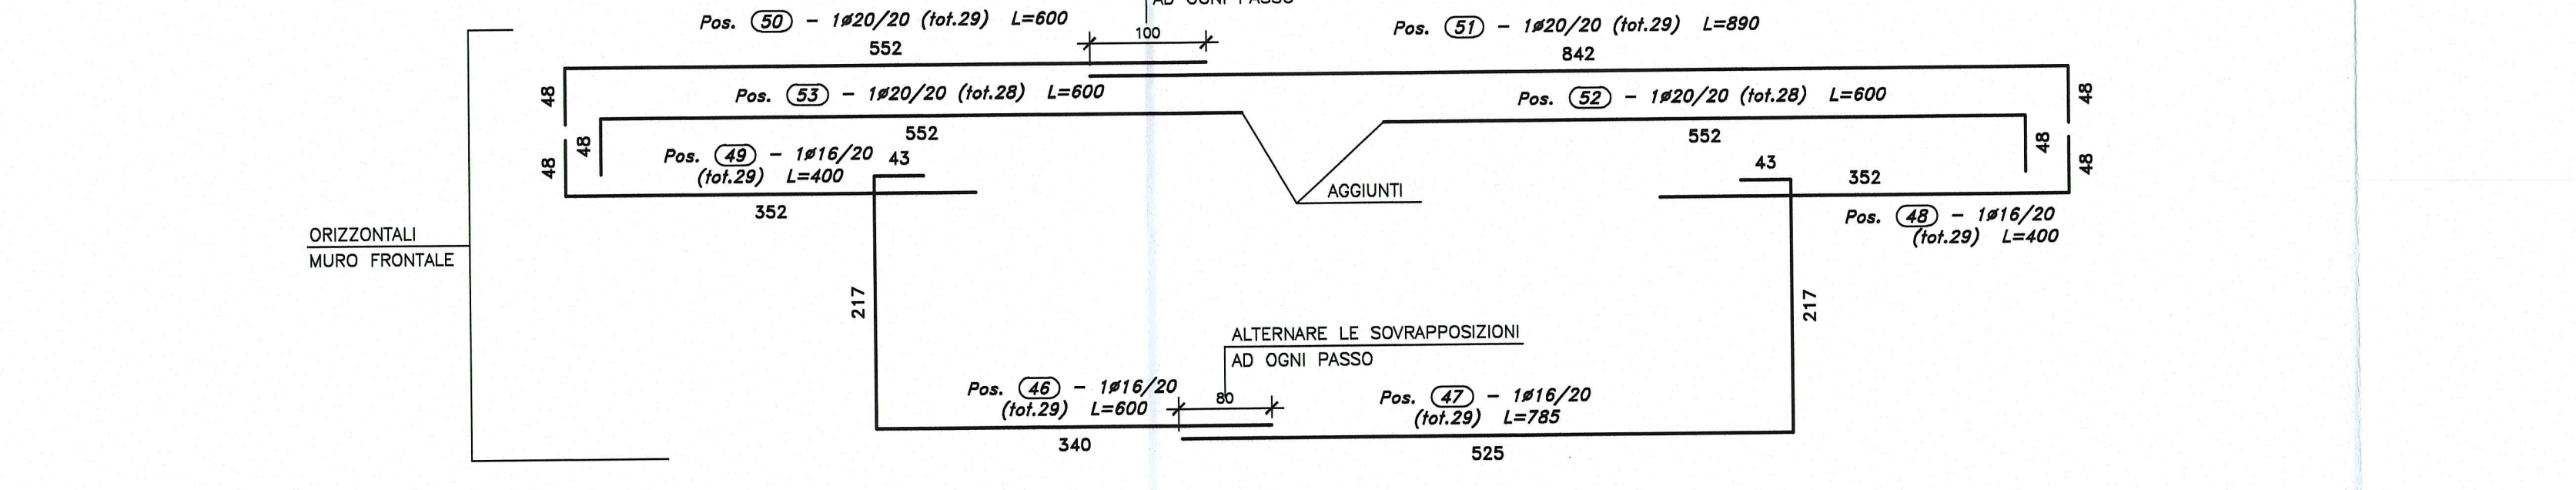 AD OGNI PASSO
Pos. 50 - 1ø20/20 (tot.29) L=600
552
100
Pos. 51 - 1ø20/20 (tot.29) L=890
842
48
Pos. 53 - 1ø20/20 (tot.28) L=600
552
48
Pos. 52 - 1ø20/20 (tot.28) L=600
552
48
48
48
Pos. 49 - 1ø16/20
(tot.29) L=400
43
352
48
AGGIUNTI
43
352
48
Pos. 48 - 1ø16/20
(tot.29) L=400
ORIZZONTALI
MURO FRONTALE
217
217
ALTERNARE LE SOVRAPPOSIZIONI
AD OGNI PASSO
Pos. 46 - 1ø16/20
(tot.29) L=600
80
340
Pos. 47 - 1ø16/20
(tot.29) L=785
525